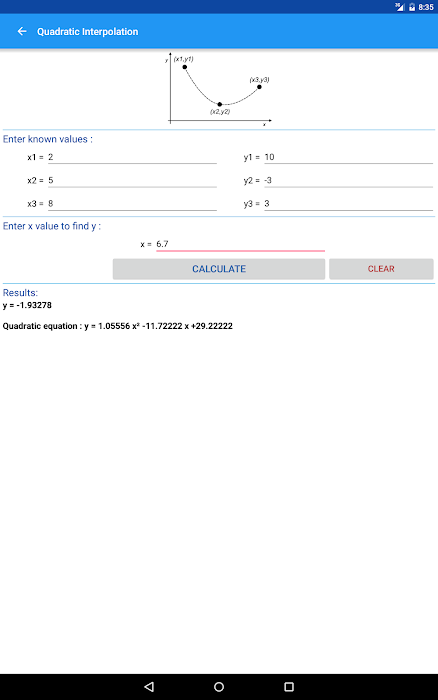 8:35
Quadratic Interpolation
y
(x1,y1)
(x3,y3)
(x2,y2)
x
Enter known values :
x1 = 2 y1 = 10
x2 = 5 y2 = -3
x3 = 8 y3 = 3
Enter x value to find y :
x = 6.7
CALCULATE CLEAR
Results:
y = -1.93278
Quadratic equation : y = 1.05556 x² -11.72222 x +29.22222